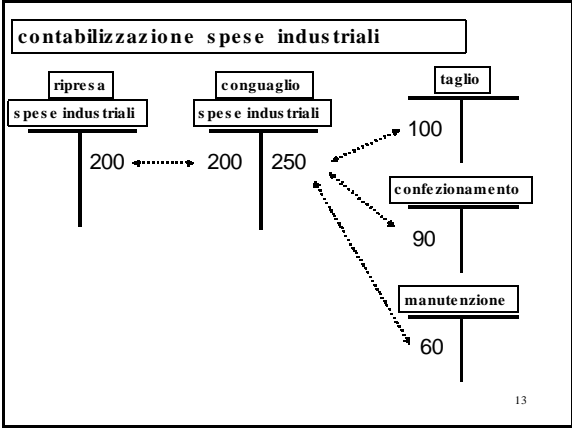 contabilizzazione spese industriali
ripresa
spese industriali
200
conguaglio
spese industriali
200 250
taglio
100
confezionamento
90
manutenzione
60
13